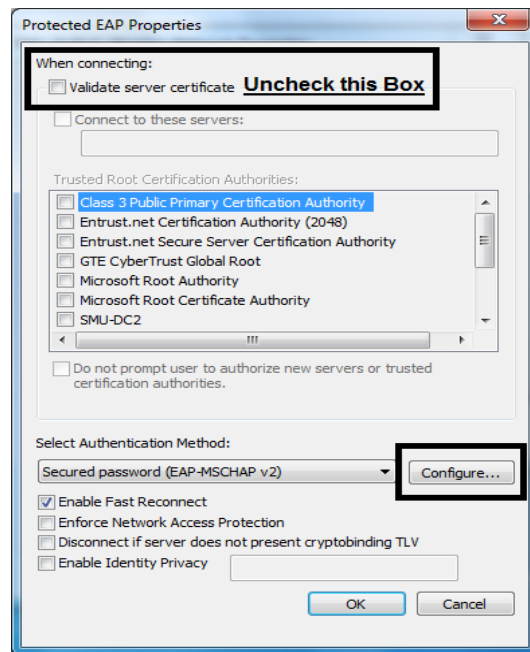 Protected EAP Properties
When connecting:
Validate server certificate Uncheck this Box
Connect to these servers:
Trusted Root Certification Authorities:
Class 3 Public Primary Certification Authority
Entrust.net Certification Authority (2048)
Entrust.net Secure Server Certification Authority
GTE CyberTrust Global Root
Microsoft Root Authority
Microsoft Root Certificate Authority
SMU-DC2
Do not prompt user to authorize new servers or trusted
certification authorities.
Select Authentication Method:
Secured password (EAP-MSCHAP v2) Configure...
Enable Fast Reconnect
Enforce Network Access Protection
Disconnect if server does not present cryptobinding TLV
Enable Identity Privacy
OK Cancel